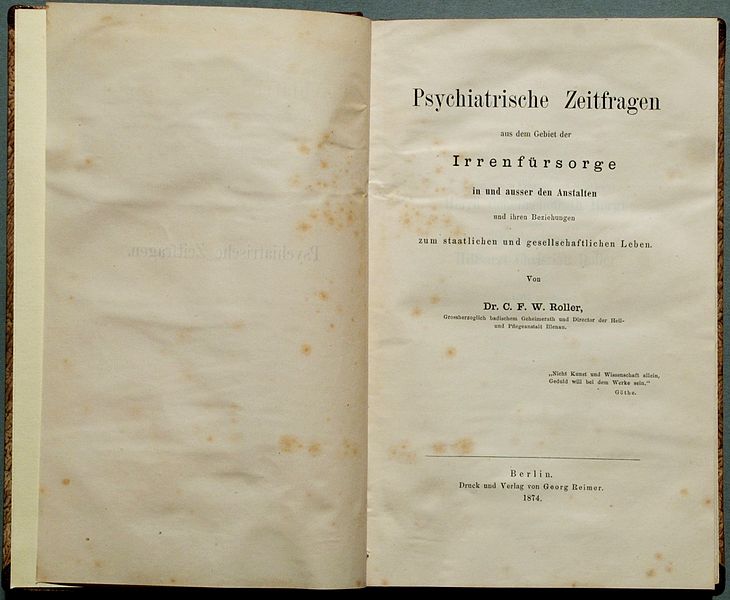 Psychiatrische Zeitfragen.
Psychiatrische Zeitfragen
aus dem Gebiet der
Irrenfürsorge
in und ausser den Anstalten
und ihren Beziehungen
zum staatlichen und gesellschaftlichen Leben.
Von
Dr. C. F. W. Roller,
Grossherzoglich badischem Geheimerath und Director der Heil-
und Pflegeanstalt Illenau.
„Nicht Kunst und Wissenschaft allein,
Geduld will bei dem Werke sein.“
Göthe.
Berlin.
Druck und Verlag von Georg Reimer.
1874.